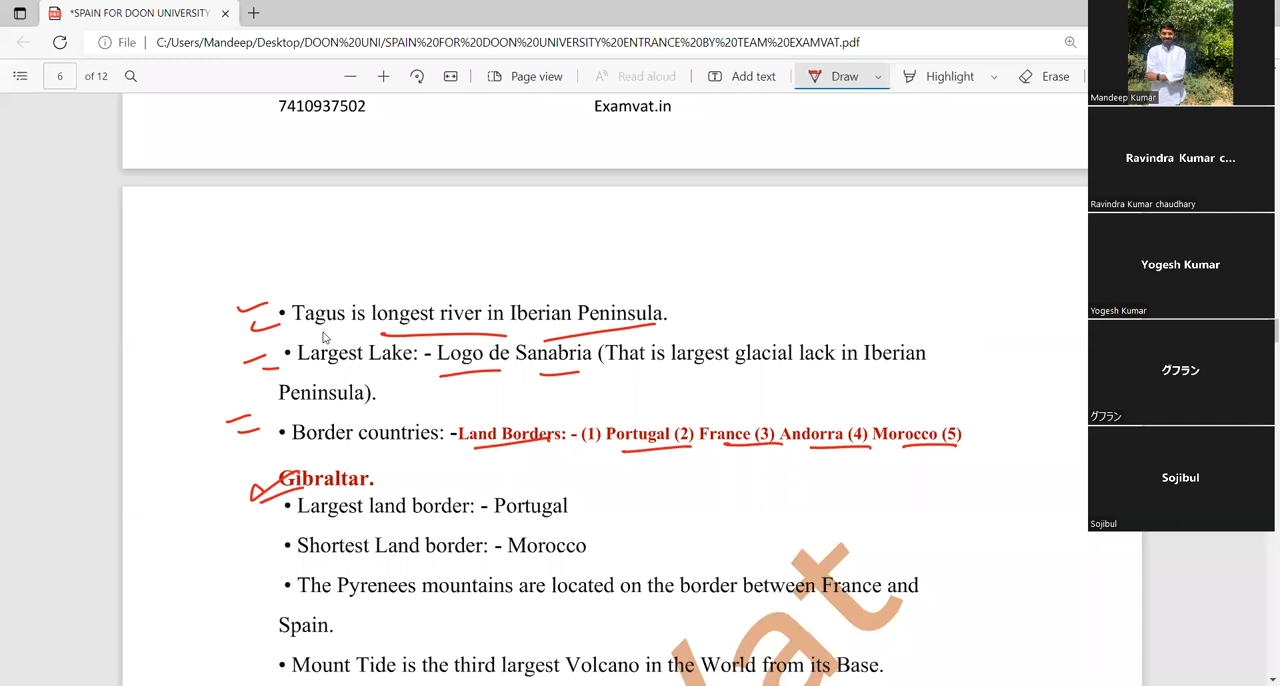 *SPAIN FOR DOON UNIVERSITY
File C:/Users/Mandeep/Desktop/DOON%20UNI/SPAIN%20FOR%20DOON%20UNIVERSITY%20ENTRANCE%20BY%20TEAM%20EXAMVAT.pdf
6 of 12 Page view Read aloud Add text Draw Highlight Erase
7410937502 Examvat.in
• Tagus is longest river in Iberian Peninsula.
• Largest Lake: - Logo de Sanabria (That is largest glacial lack in Iberian
Peninsula).
• Border countries: -Land Borders: - (1) Portugal (2) France (3) Andorra (4) Morocco (5)
Gibraltar.
• Largest land border: - Portugal
• Shortest Land border: - Morocco
• The Pyrenees mountains are located on the border between France and
Spain.
• Mount Tide is the third largest Volcano in the World from its Base.
Vat
Mandeep Kumar
Ravindra Kumar c...
Ravindra Kumar chaudhary
Yogesh Kumar
Yogesh Kumar
グフラン
グフラン
Sojibul
Sojibul